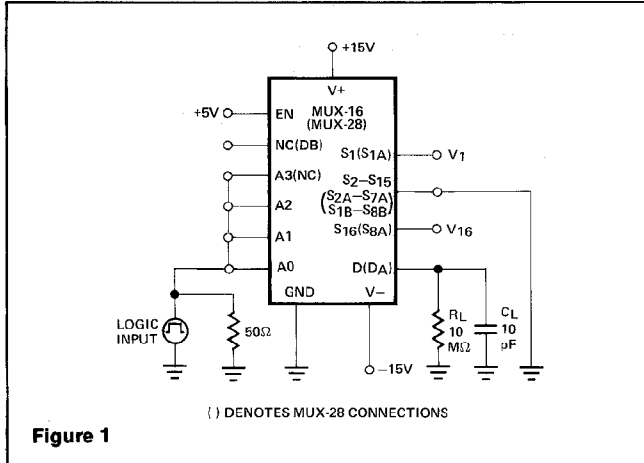 +15V
V+
+5V
EN
MUX-16
(MUX-28)
NC(DB)
S1(S1A)
V1
A3(NC)
S2–S15
(S2A–S7A)
(S1B–S8B)
A2
A1
S16(S8A)
V16
A0
D(DA)
GND
V–
LOGIC
INPUT
50Ω
RL
10
MΩ
CL
10
pF
–15V
( ) DENOTES MUX-28 CONNECTIONS
Figure 1